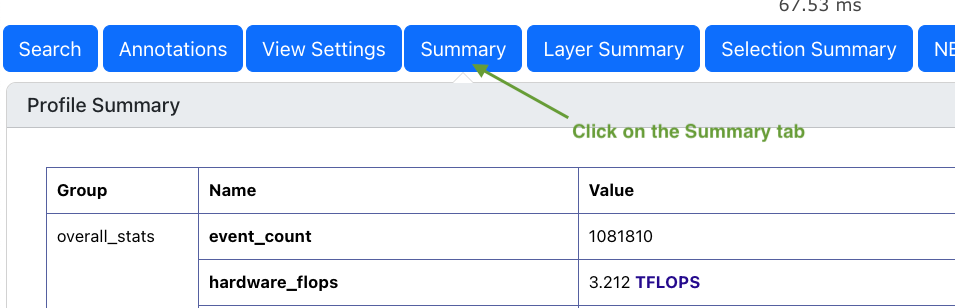 67.53 ms
Search Annotations View Settings Summary Layer Summary Selection Summary NE
Profile Summary
Click on the Summary tab
Group Name Value
overall_stats event_count 1081810
hardware_flops 3.212 TFLOPS